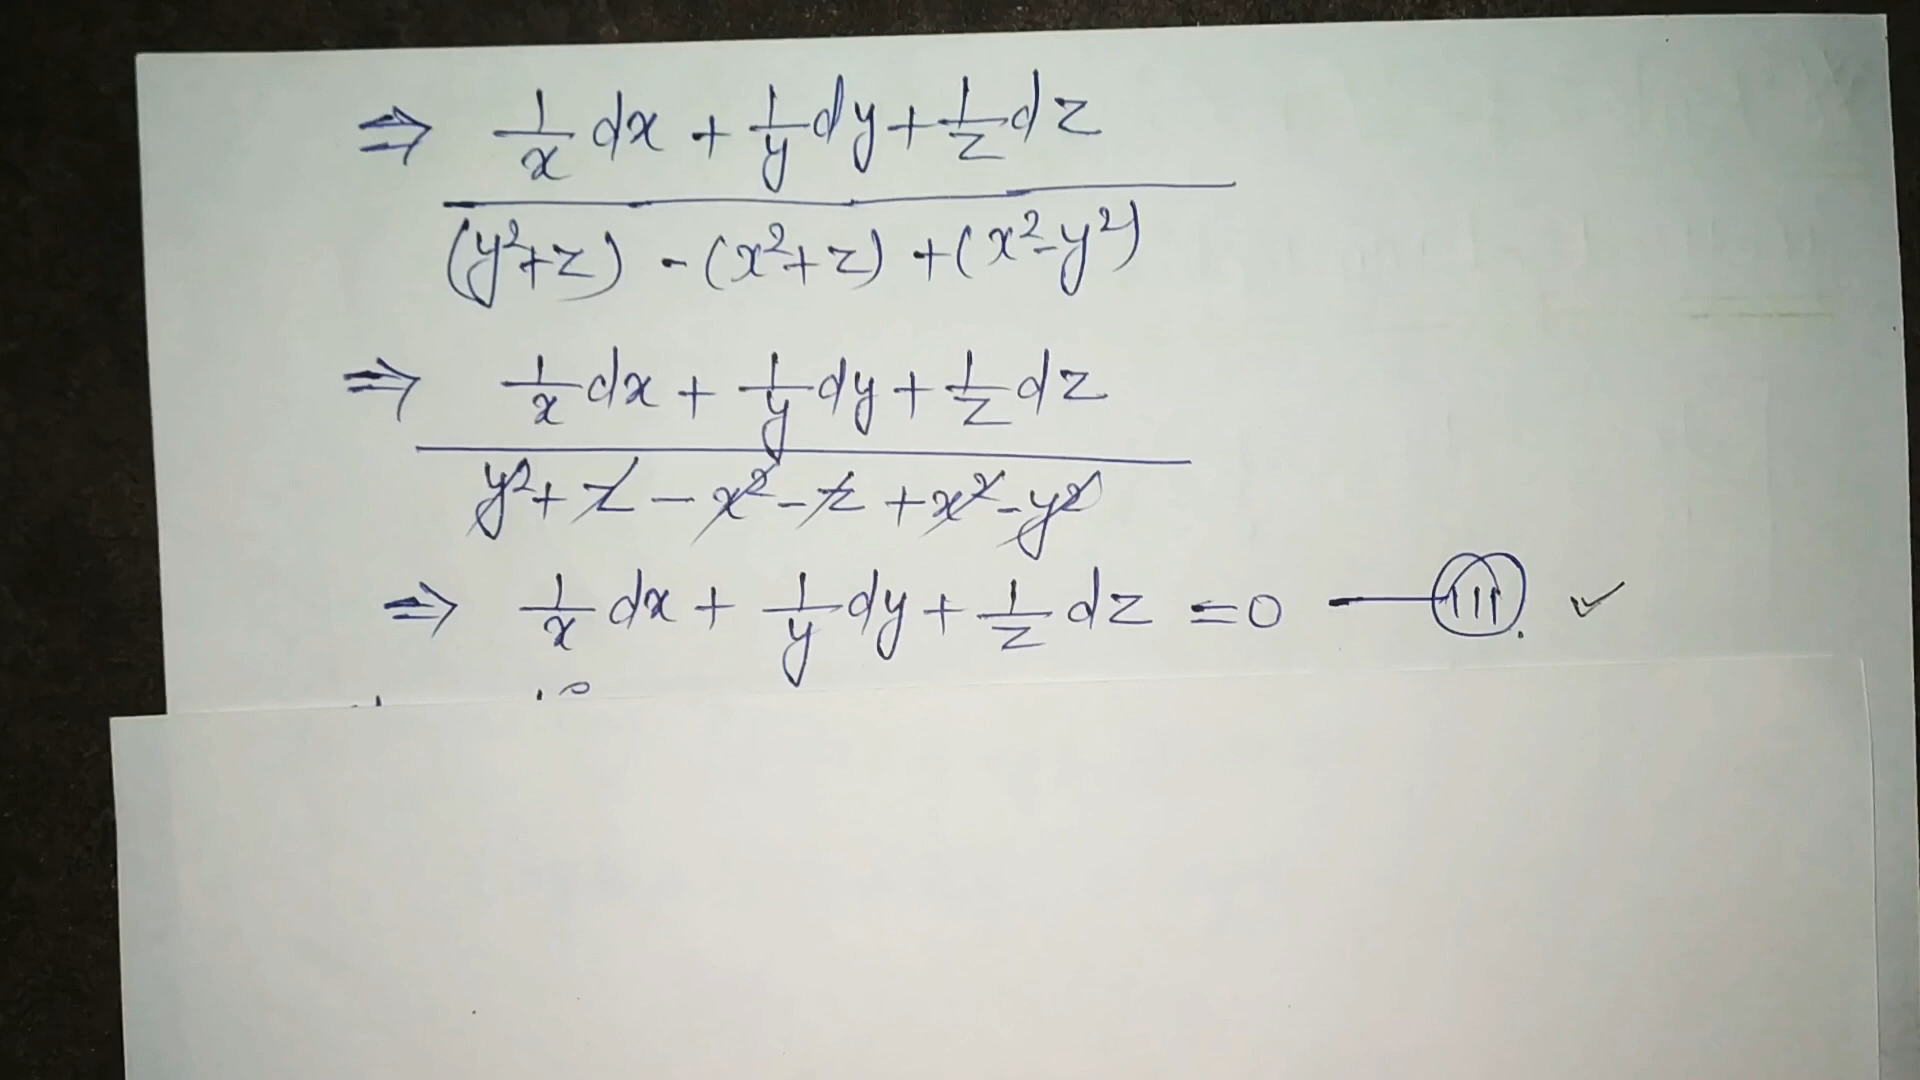 ⇒ 1/x dx + 1/y dy + 1/z dz
(y²+z) - (x²+z) + (x²-y²)
⇒ 1/x dx + 1/y dy + 1/z dz
y² + z - x² - z + x² - y²
⇒ 1/x dx + 1/y dy + 1/z dz = 0 — III ✓